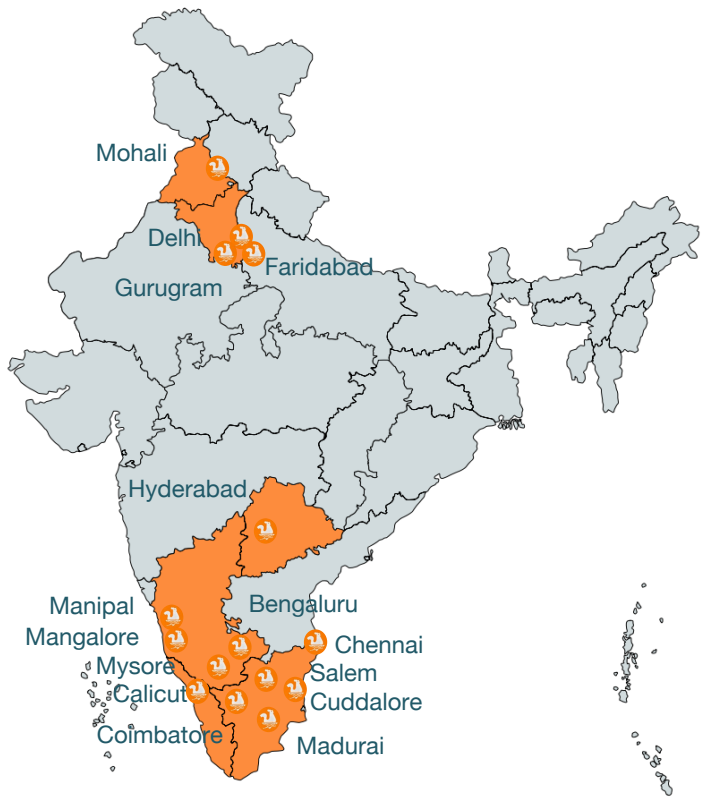 Mohali
Delhi
Faridabad
Gurugram
Hyderabad
Bengaluru
Manipal
Mangalore
Chennai
Mysore
Salem
Calicut
Cuddalore
Coimbatore
Madurai